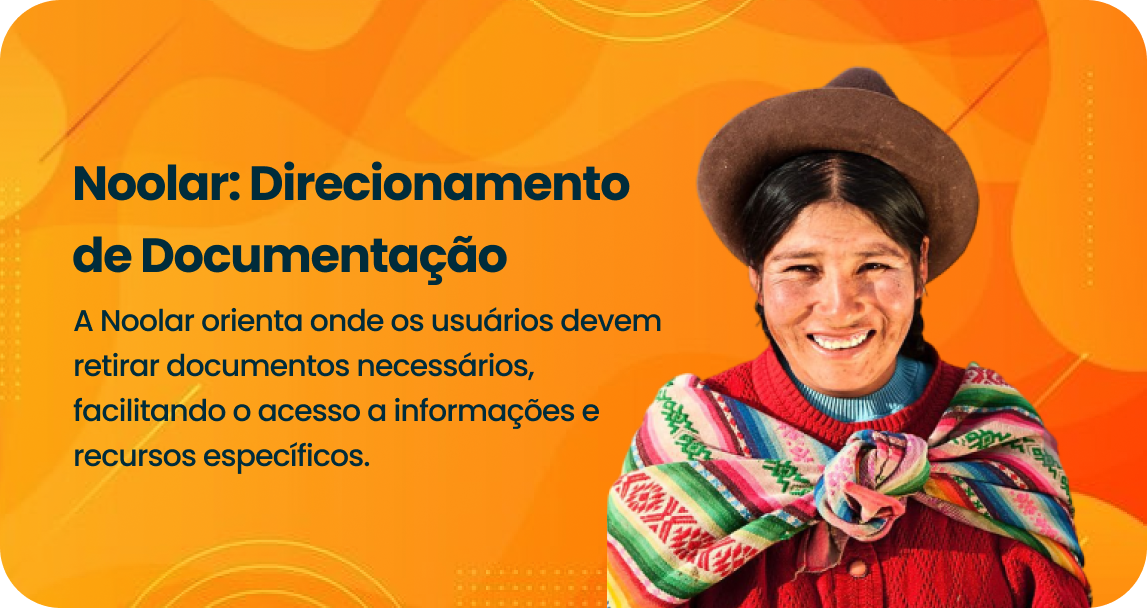 Noolar: Direcionamento
de Documentação
A Noolar orienta onde os usuários devem
retirar documentos necessários,
facilitando o acesso a informações e
recursos específicos.